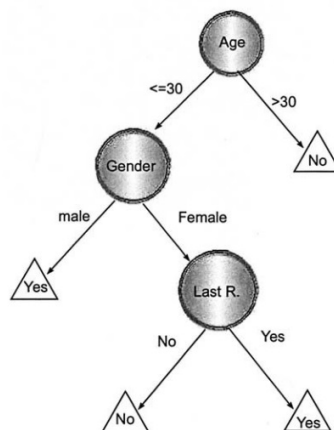 Age
<=30
>30
Gender
No
male
Female
Yes
Last R.
No
Yes
No
Yes